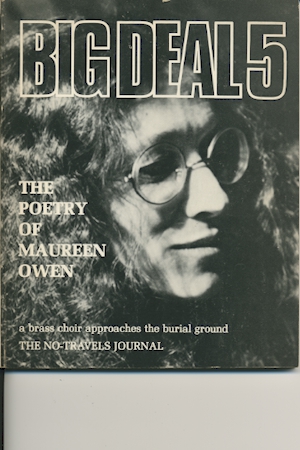 BIG DEAL 5
THE
POETRY
OF
MAUREEN
OWEN
a brass choir approaches the burial ground
THE NO-TRAVELS JOURNAL